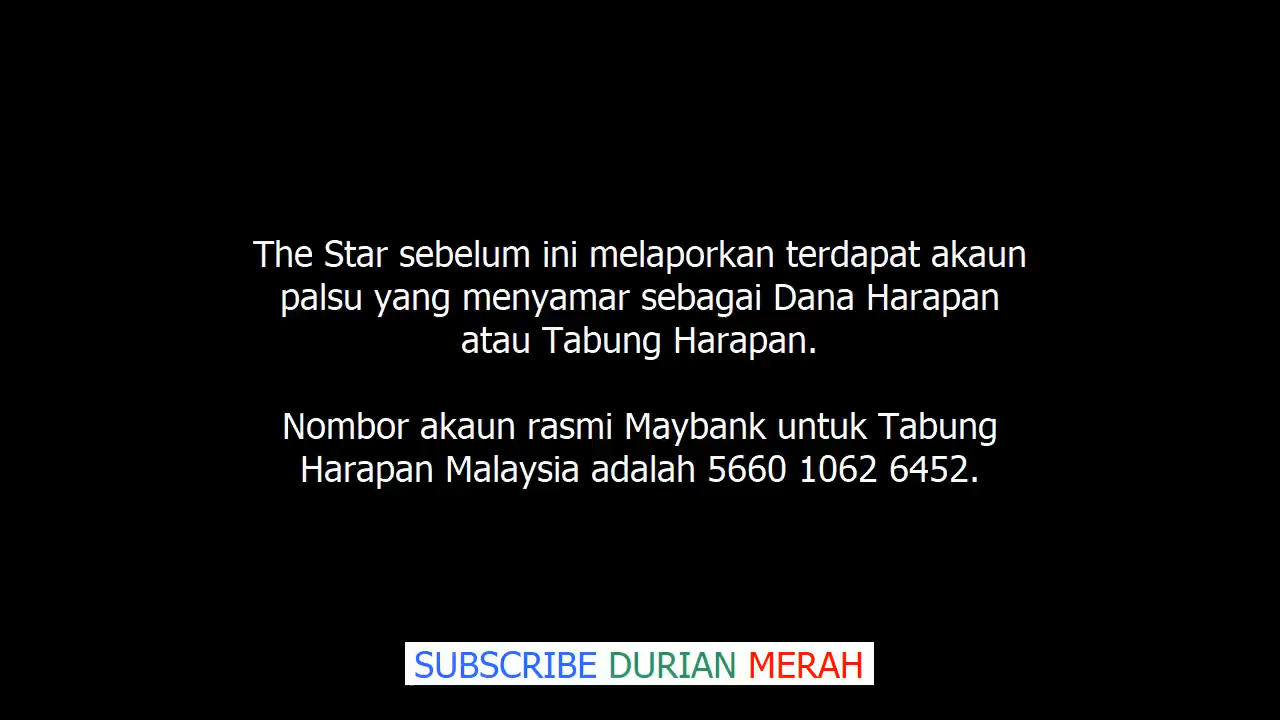 The Star sebelum ini melaporkan terdapat akaun
palsu yang menyamar sebagai Dana Harapan
atau Tabung Harapan.
Nombor akaun rasmi Maybank untuk Tabung
Harapan Malaysia adalah 5660 1062 6452.
SUBSCRIBE DURIAN MERAH